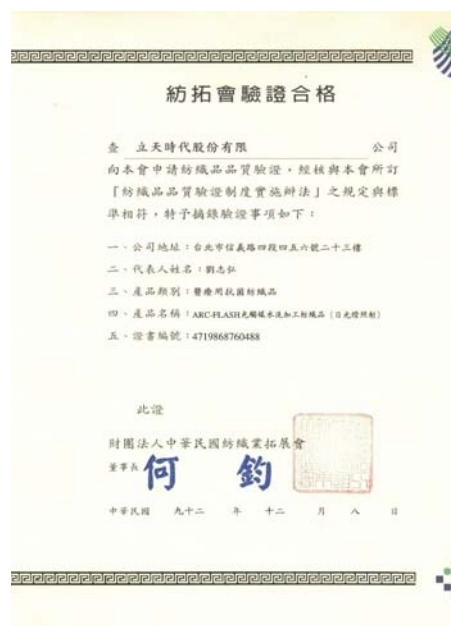 紡拓會驗證合格
查 立天時代股份有限 公司
向本會申請紡織品品質驗證，經核與本會所訂
「紡織品品質驗證制度實施辦法」之規定與標
準相符，特予摘錄驗證事項如下：
一、公司地址：台北市信義路四段四五六號二十三樓
二、代表人姓名：劉志仁
三、產品類別：醫療用抗菌紡織品
四、產品名稱：ARC-FLASH光觸媒水洗加工紡織品（日光燈照射）
五、證書編號：4719868760488
此證
財團法人中華民國紡織業拓展會
董事長 何鈞
中華民國 九十二 年 十二 月 八 日